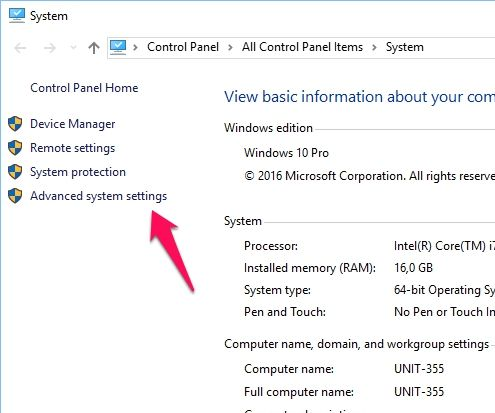 System
Control Panel > All Control Panel Items > System
Control Panel Home
Device Manager
Remote settings
System protection
Advanced system settings
View basic information about your com
Windows edition
Windows 10 Pro
© 2016 Microsoft Corporation. All rights reserve
System
Processor: Intel(R) Core(TM) i7
Installed memory (RAM): 16,0 GB
System type: 64-bit Operating Sy
Pen and Touch: No Pen or Touch In
Computer name, domain, and workgroup settings
Computer name: UNIT-355
Full computer name: UNIT-355